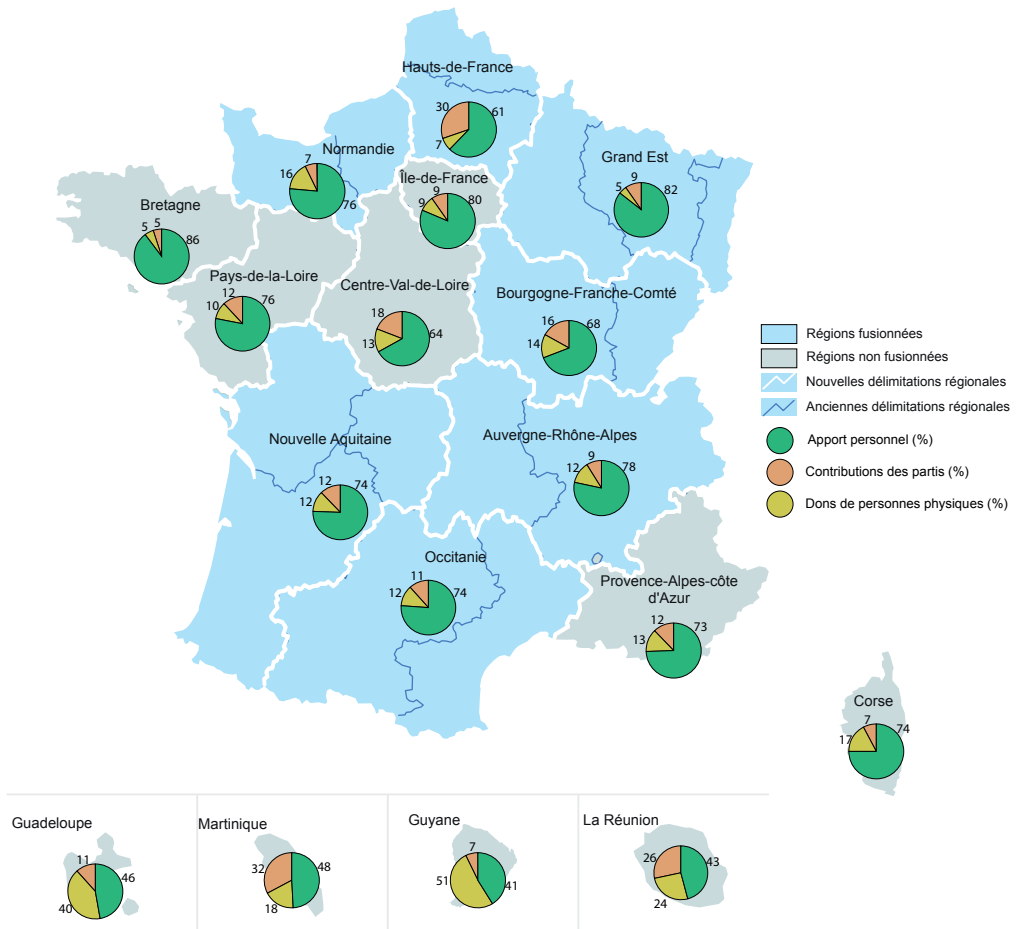 Hauts-de-France
30
61
7
Normandie
7
16
76
Île-de-France
9
9
80
Grand Est
9
5
82
Bretagne
5
5
86
Pays-de-la-Loire
12
10
76
Centre-Val-de-Loire
18
13
64
Bourgogne-Franche-Comté
16
68
14
Régions fusionnées
Régions non fusionnées
Nouvelles délimitations régionales
Anciennes délimitations régionales
Apport personnel (%)
Contributions des partis (%)
Dons de personnes physiques (%)
Nouvelle Aquitaine
12
74
12
Auvergne-Rhône-Alpes
9
12
78
Occitanie
11
12
74
Provence-Alpes-côte
d'Azur
12
73
13
Corse
7
74
17
Guadeloupe
11
46
40
Martinique
32
48
18
Guyane
7
51
41
La Réunion
26
43
24